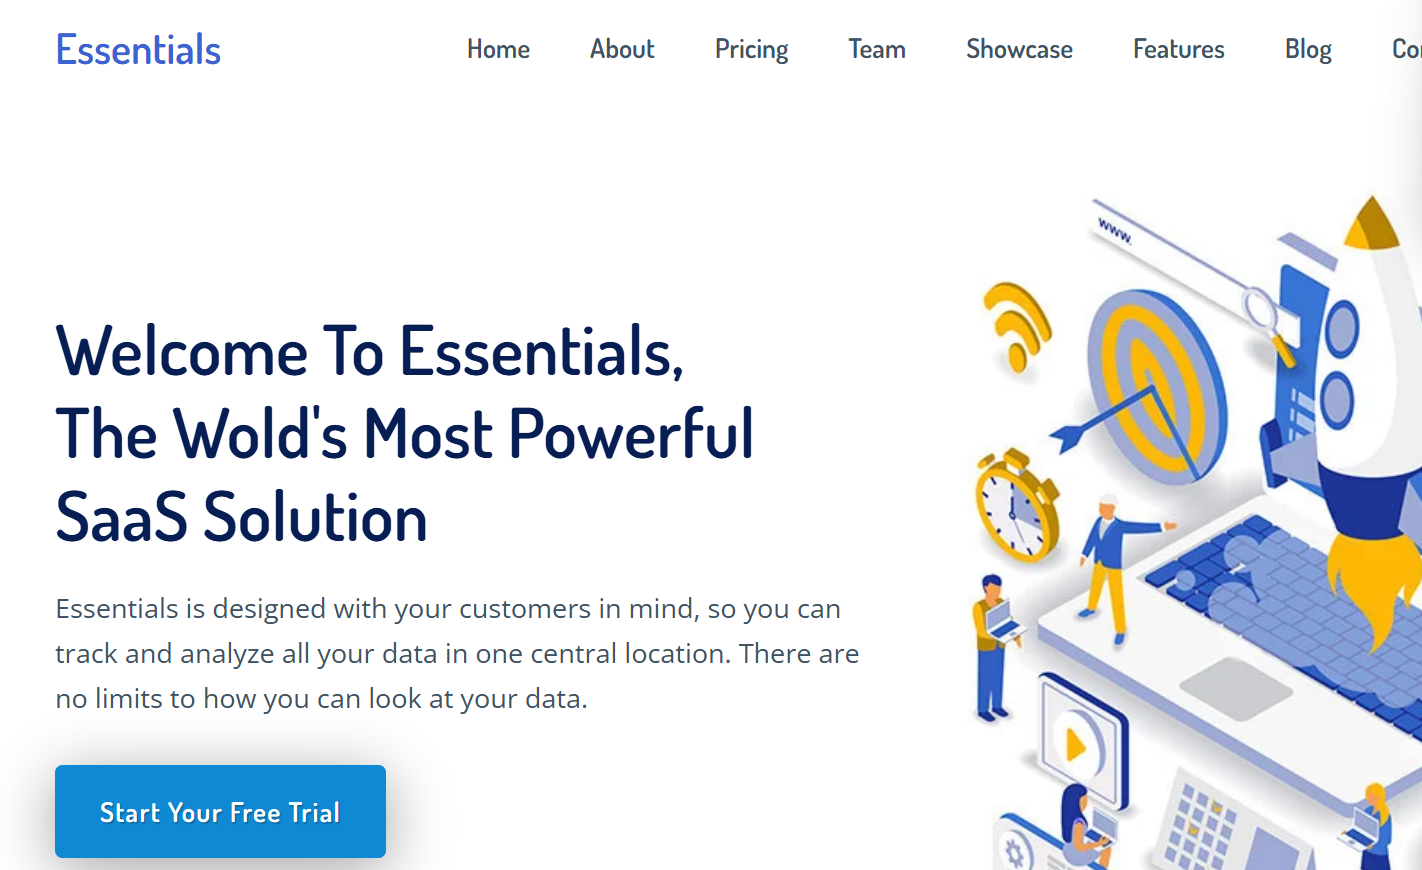 Essentials
Home About Pricing Team Showcase Features Blog
Welcome To Essentials,
The Wold's Most Powerful
SaaS Solution
Essentials is designed with your customers in mind, so you can
track and analyze all your data in one central location. There are
no limits to how you can look at your data.
Start Your Free Trial
www.